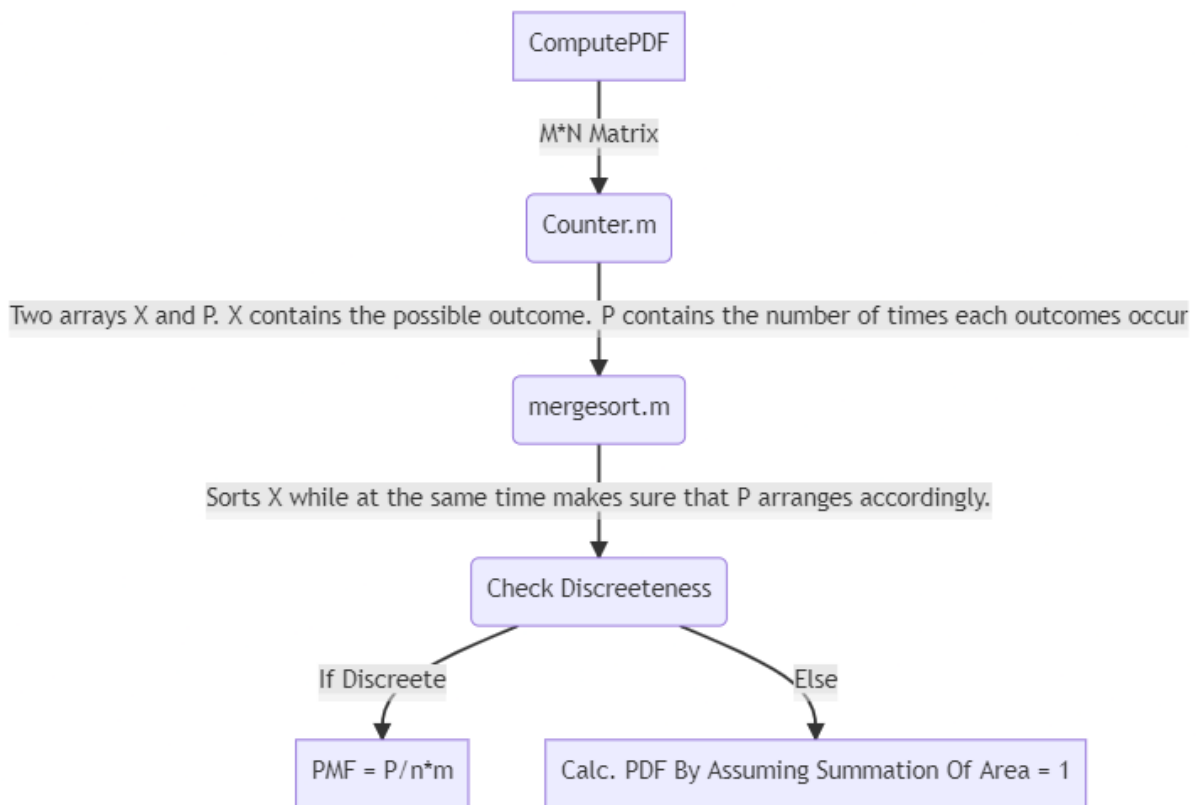 ComputePDF
M*N Matrix
Counter.m
Two arrays X and P. X contains the possible outcome. P contains the number of times each outcomes occur
mergesort.m
Sorts X while at the same time makes sure that P arranges accordingly.
Check Discreeteness
If Discreete
Else
PMF = P/n*m
Calc. PDF By Assuming Summation Of Area = 1